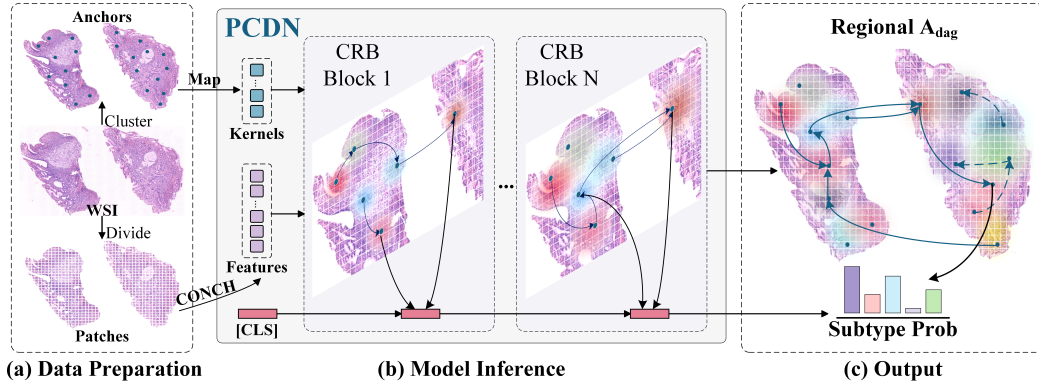 Anchors
Cluster
WSI
Divide
Patches
CONCH
Map
PCDN
Kernels
Features
[CLS]
CRB
Block 1
...
CRB
Block N
Regional A_dag
Subtype Prob
(a) Data Preparation
(b) Model Inference
(c) Output